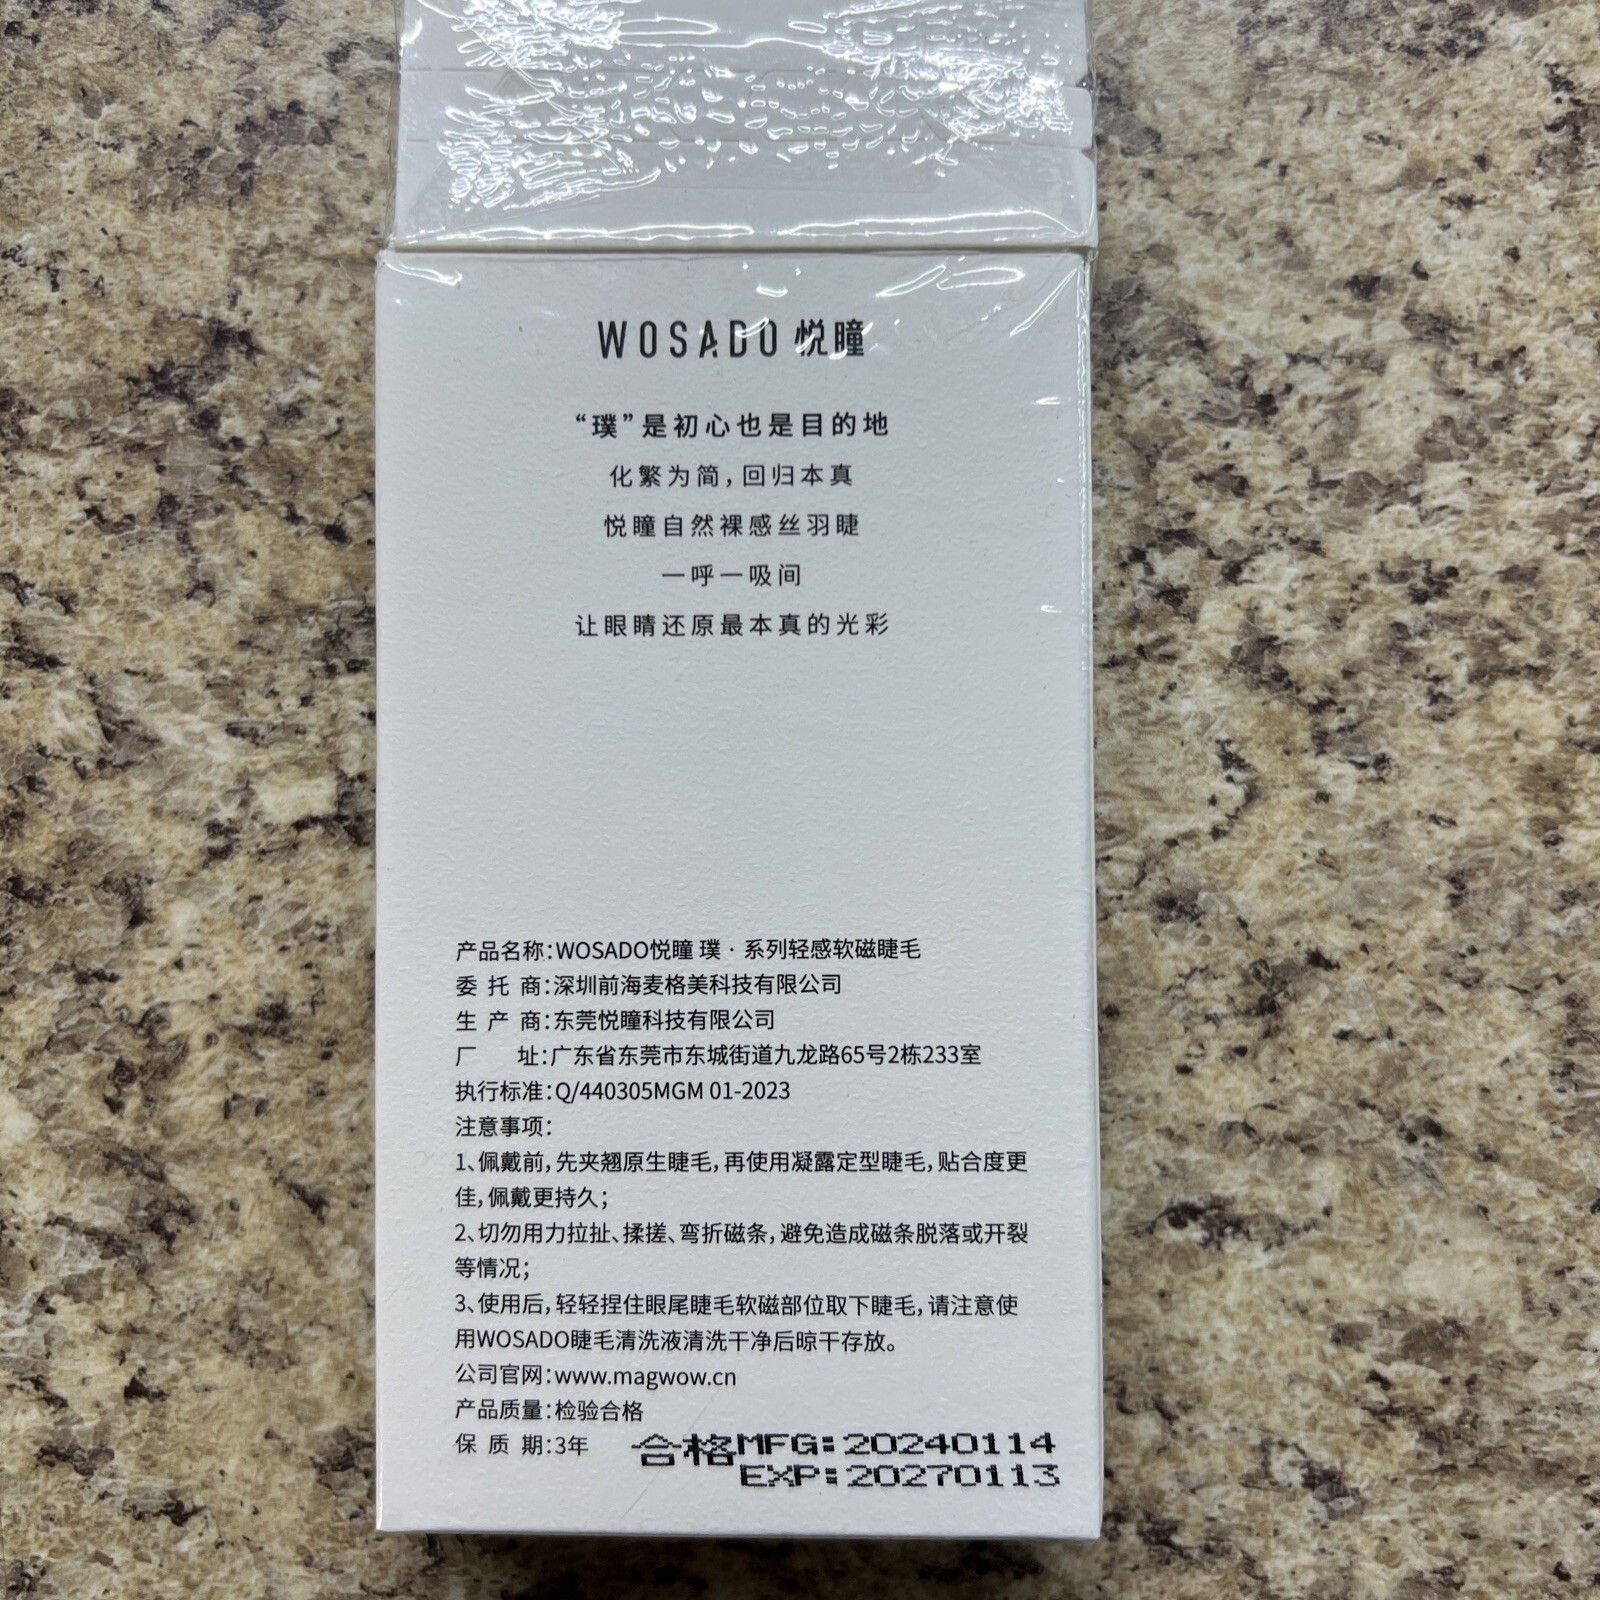 WOSADO 悦瞳
“璞”是初心也是目的地
化繁为简,回归本真
悦瞳自然裸感丝羽睫
一呼一吸间
让眼睛还原最本真的光彩
产品名称:WOSADO悦瞳 璞·系列轻感软磁睫毛
委 托 商:深圳前海麦格美科技有限公司
生 产 商:东莞悦瞳科技有限公司
厂 址:广东省东莞市东城街道九龙路65号2栋233室
执行标准:Q/440305MGM 01-2023
注意事项:
1、佩戴前,先夹翘原生睫毛,再使用凝露定型睫毛,贴合度更
佳,佩戴更持久;
2、切勿用力拉扯、揉搓、弯折磁条,避免造成磁条脱落或开裂
等情况;
3、使用后,轻轻捏住眼尾睫毛软磁部位取下睫毛,请注意使
用WOSADO睫毛清洗液清洗干净后晾干存放。
公司官网:www.magwow.cn
产品质量:检验合格
保 质 期:3年 合格MFG:20240114
EXP:20270113